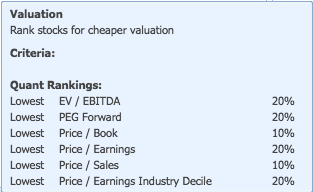 Valuation
Rank stocks for cheaper valuation
Criteria:
Quant Rankings:
Lowest EV / EBITDA 20%
Lowest PEG Forward 20%
Lowest Price / Book 10%
Lowest Price / Earnings 20%
Lowest Price / Sales 10%
Lowest Price / Earnings Industry Decile 20%